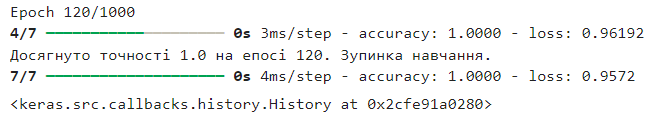 Epoch 120/1000
4/7 ━━━━━━━━━━━━━━━━━━━━ 0s 3ms/step - accuracy: 1.0000 - loss: 0.96192
Досягнуто точності 1.0 на епосі 120. Зупинка навчання.
7/7 ━━━━━━━━━━━━━━━━━━━━ 0s 4ms/step - accuracy: 1.0000 - loss: 0.9572
<keras.src.callbacks.history.History at 0x2cfe91a0280>